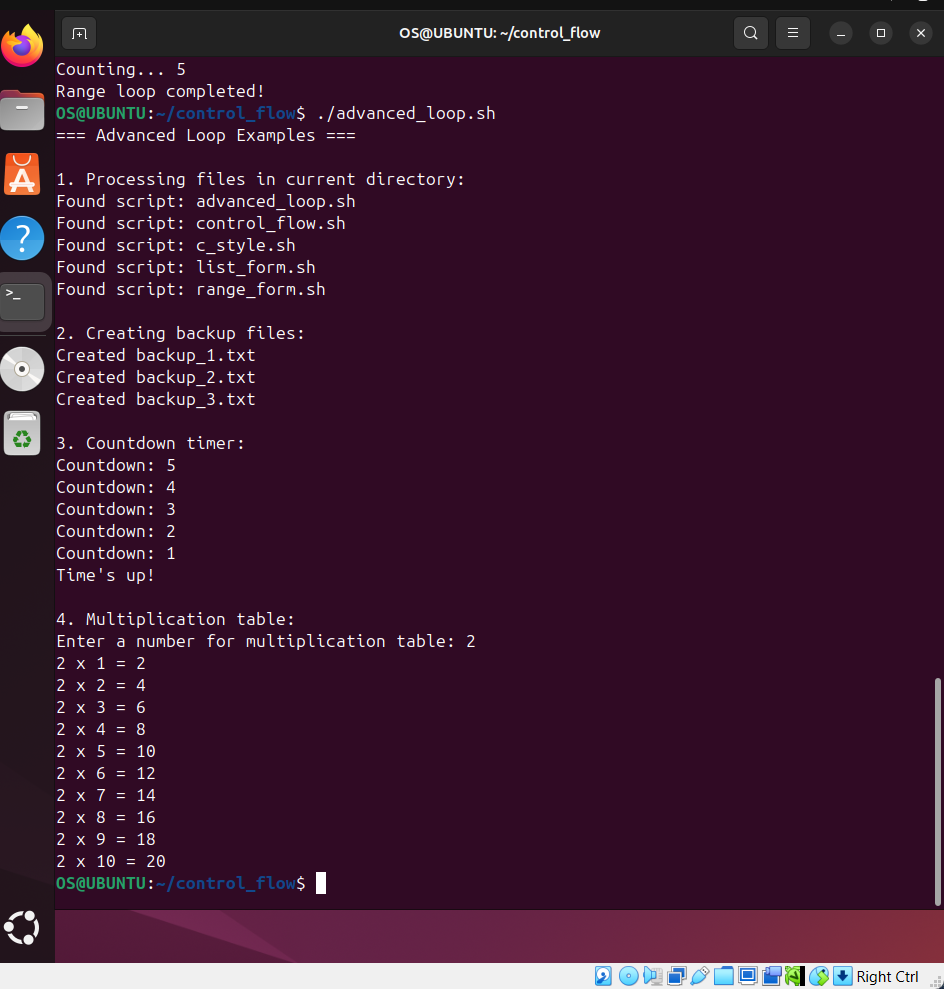 OS@UBUNTU: ~/control_flow
Counting... 5
Range loop completed!
OS@UBUNTU:~/control_flow$ ./advanced_loop.sh
=== Advanced Loop Examples ===
1. Processing files in current directory:
Found script: advanced_loop.sh
Found script: control_flow.sh
Found script: c_style.sh
Found script: list_form.sh
Found script: range_form.sh
2. Creating backup files:
Created backup_1.txt
Created backup_2.txt
Created backup_3.txt
3. Countdown timer:
Countdown: 5
Countdown: 4
Countdown: 3
Countdown: 2
Countdown: 1
Time's up!
4. Multiplication table:
Enter a number for multiplication table: 2
2 x 1 = 2
2 x 2 = 4
2 x 3 = 6
2 x 4 = 8
2 x 5 = 10
2 x 6 = 12
2 x 7 = 14
2 x 8 = 16
2 x 9 = 18
2 x 10 = 20
OS@UBUNTU:~/control_flow$
Right Ctrl